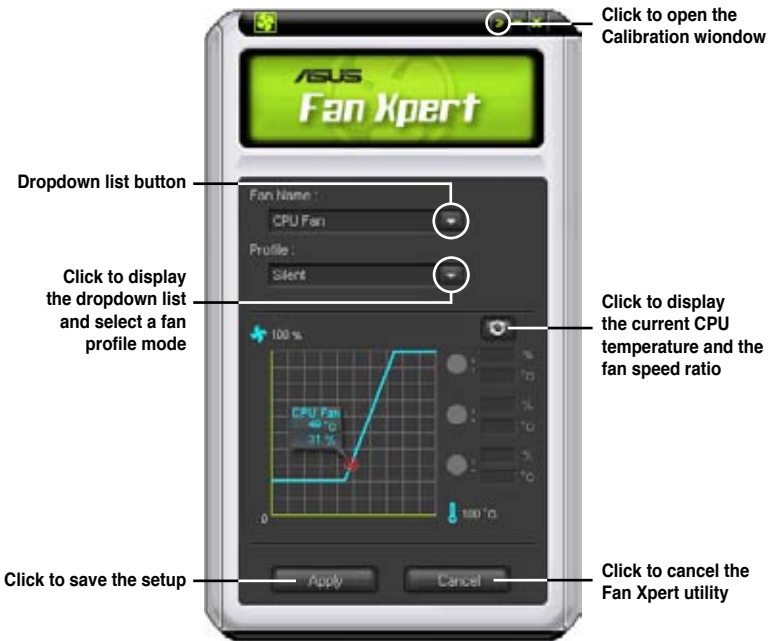 Click to open the
Calibration wiondow
ASUS
Fan Xpert
Dropdown list button
Fan Name :
CPU Fan
Profile :
Silent
Click to display
the dropdown list
and select a fan
profile mode
Click to display
the current CPU
temperature and the
fan speed ratio
100 %
%
°C
%
°C
%
°C
CPU Fan
°C
31 %
0
100 °C
Click to save the setup
Apply
Cancel
Click to cancel the
Fan Xpert utility